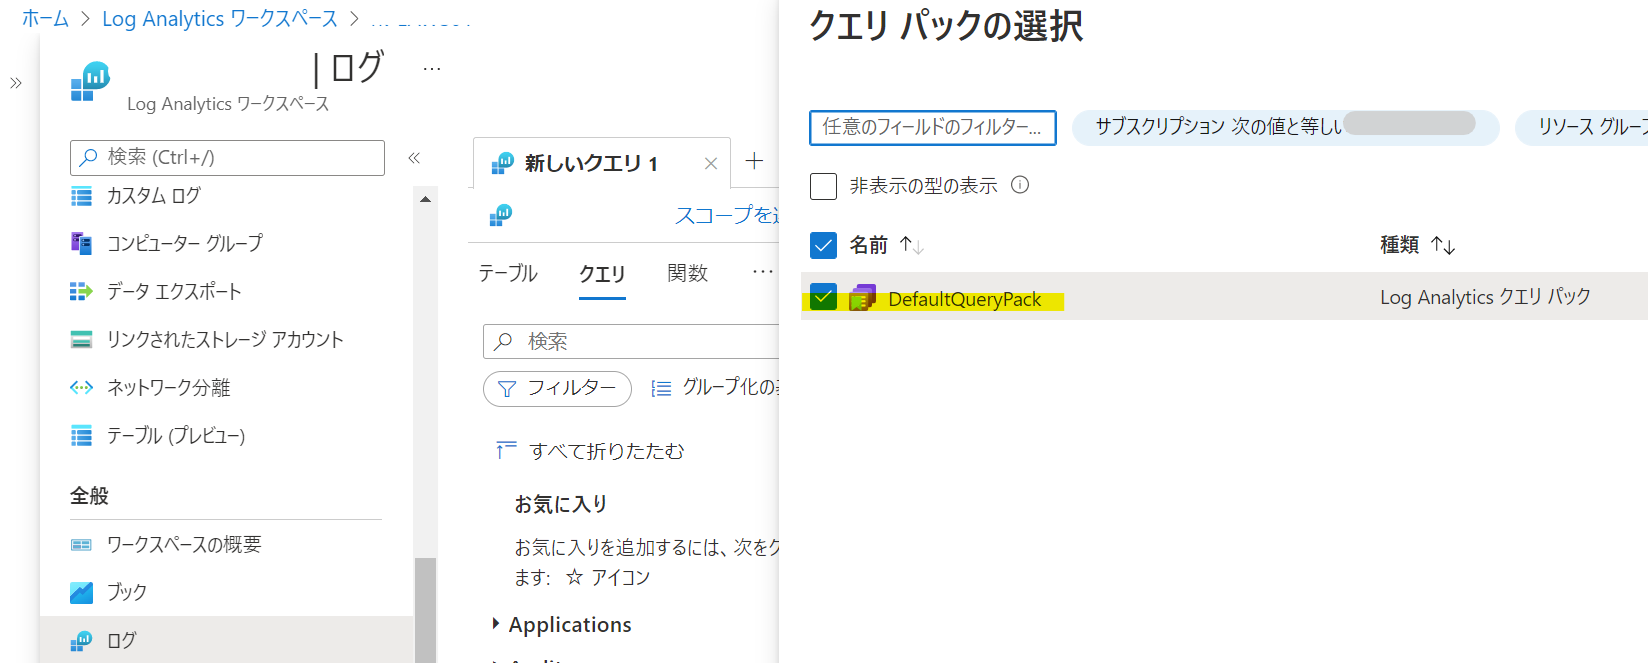 ホーム > Log Analytics ワークスペース >
»
| ログ ...
Log Analytics ワークスペース
検索 (Ctrl+/)
«
カスタム ログ
コンピューター グループ
データ エクスポート
リンクされたストレージ アカウント
ネットワーク分離
テーブル (プレビュー)
全般
ワークスペースの概要
ブック
ログ
新しいクエリ 1 × +
スコープを
テーブル クエリ 関数 ...
検索
フィルター グループ化の
すべて折りたたむ
お気に入り
お気に入りを追加するには、次をク
ます: ☆ アイコン
Applications
クエリ パックの選択
任意のフィールドのフィルター...
サブスクリプション 次の値と等しい
リソース グループ
非表示の型の表示
名前 ↑↓ 種類 ↑↓
DefaultQueryPack Log Analytics クエリ パック